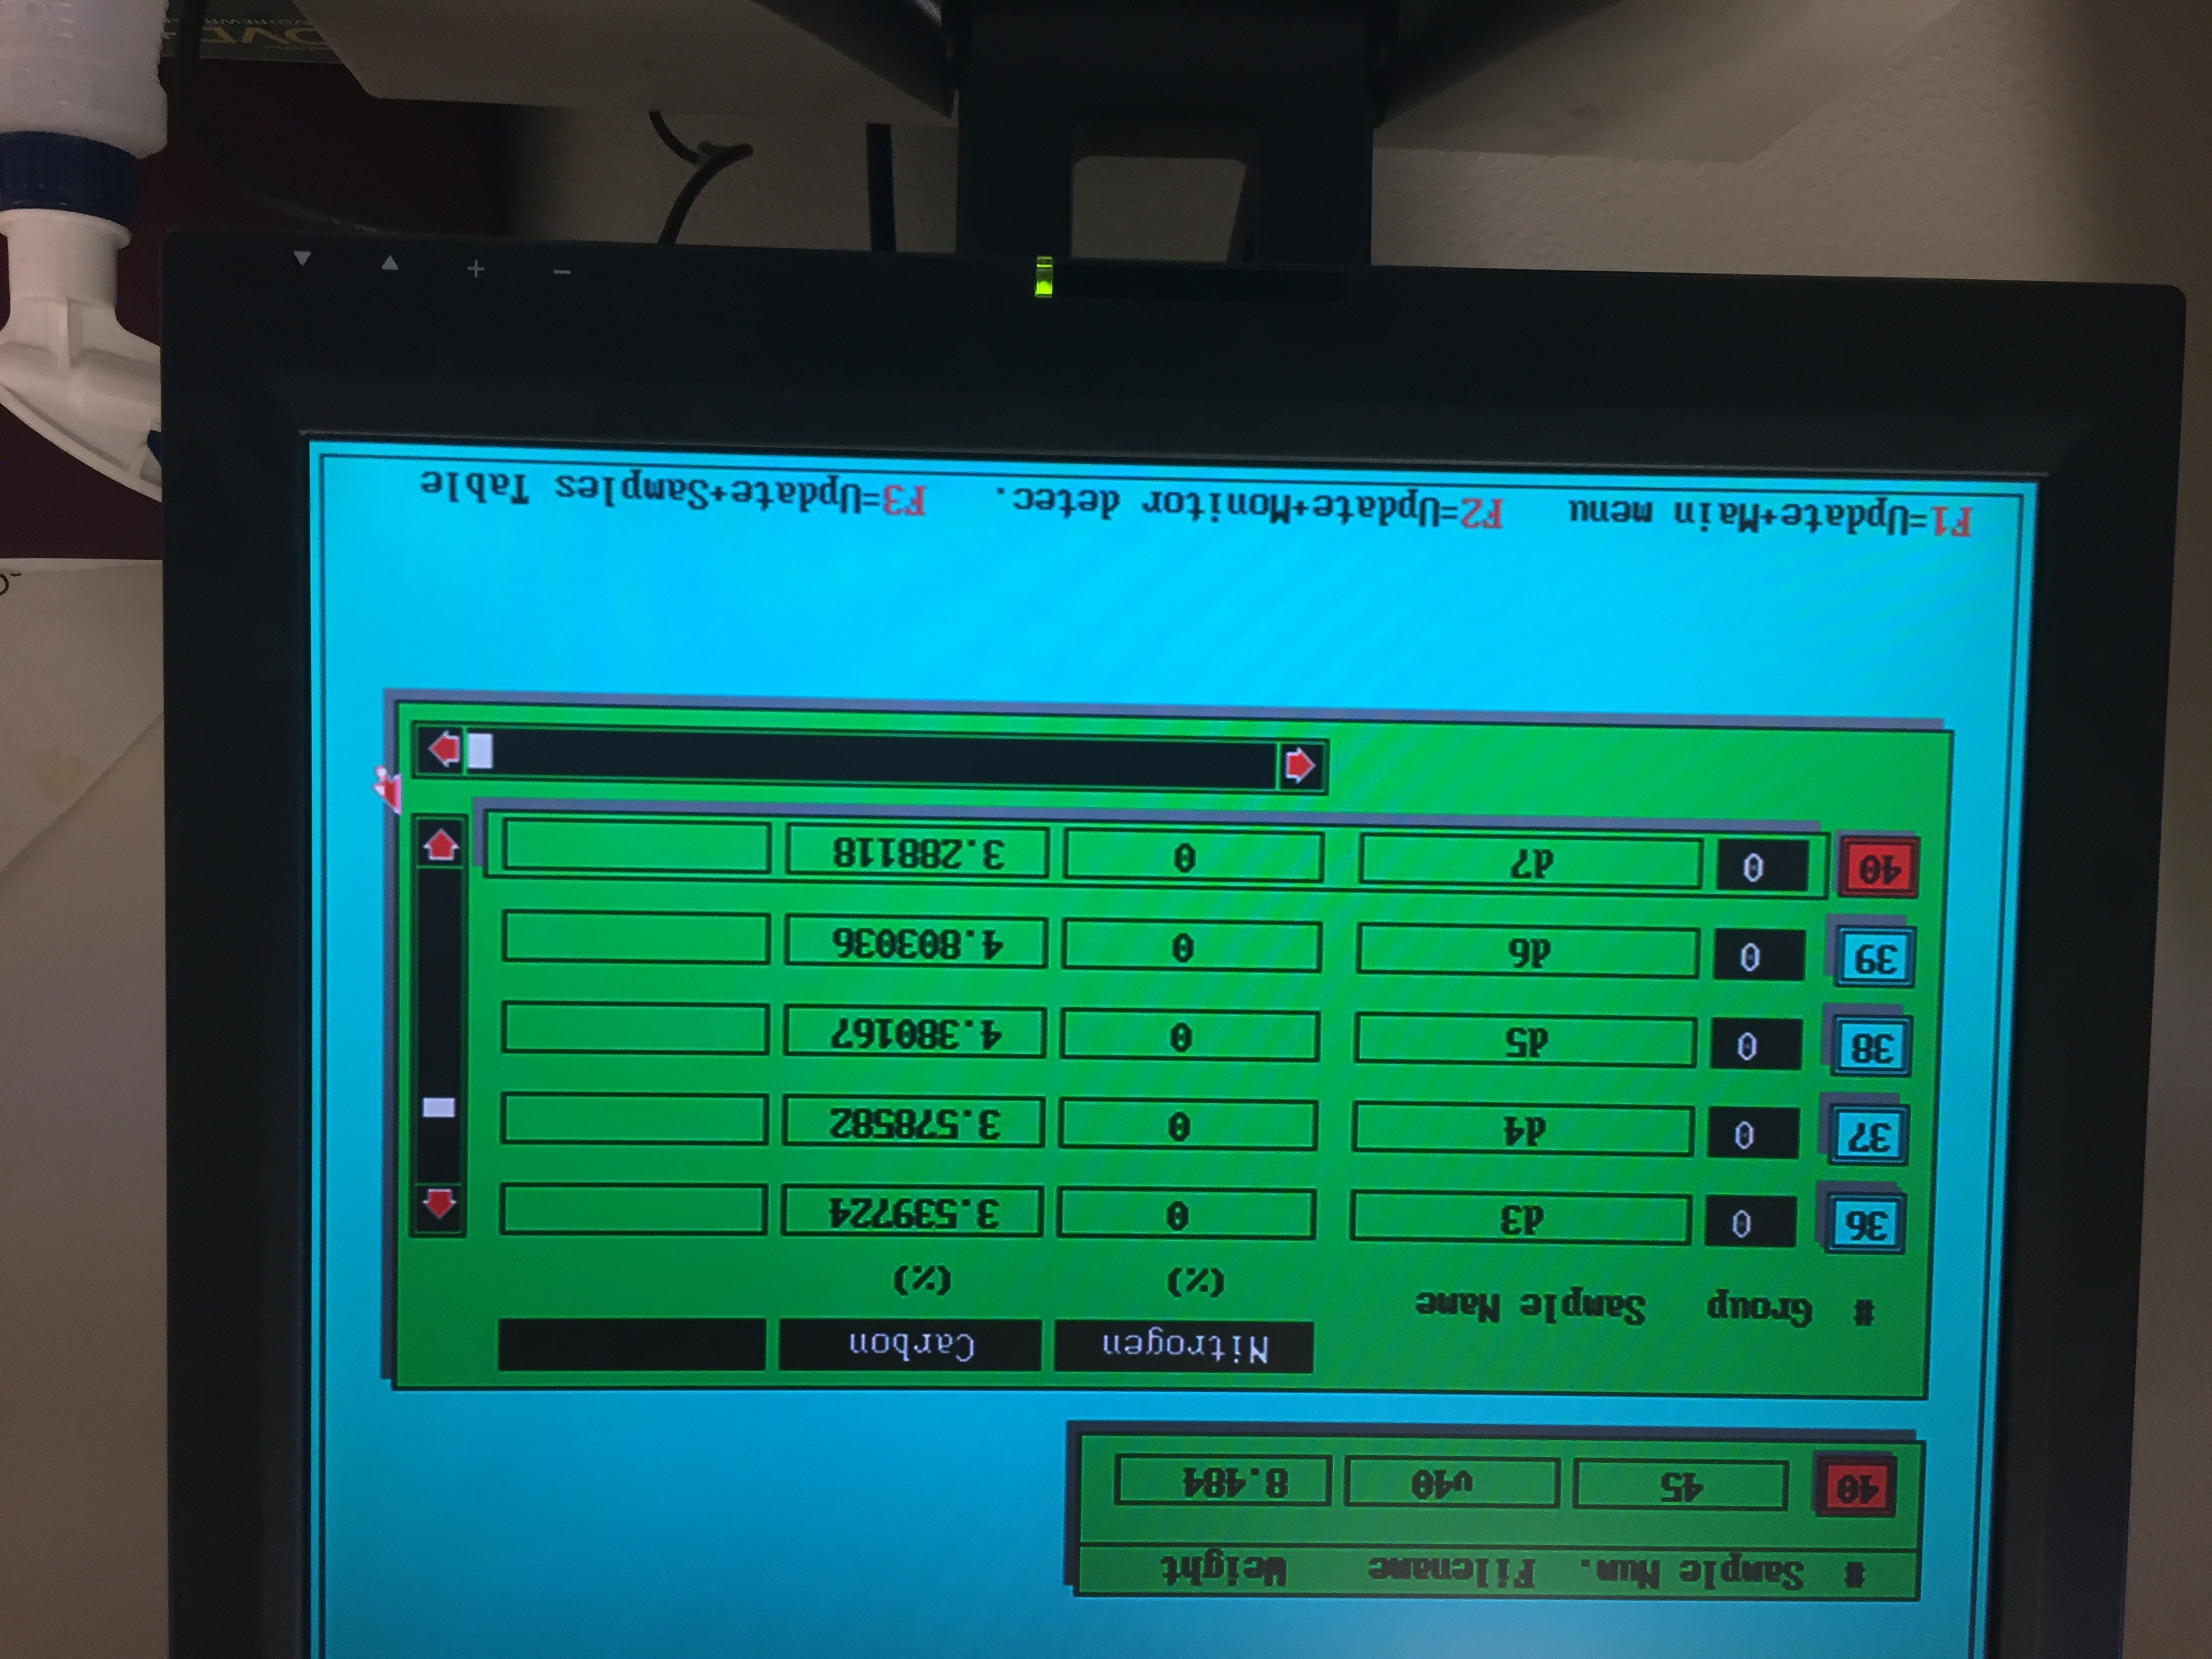 # Sample Num. Filename Weight
40 45 v40 8.484
Nitrogen Carbon
# Group Sample Name
(%) (%)
36 0 d3 0 3.539724
37 0 d4 0 3.578582
38 0 d5 0 4.380167
39 0 d6 0 4.803036
40 0 d7 0 3.288118
F1=Update+Main menu F2=Update+Monitor detec. F3=Update+Samples Table
- +